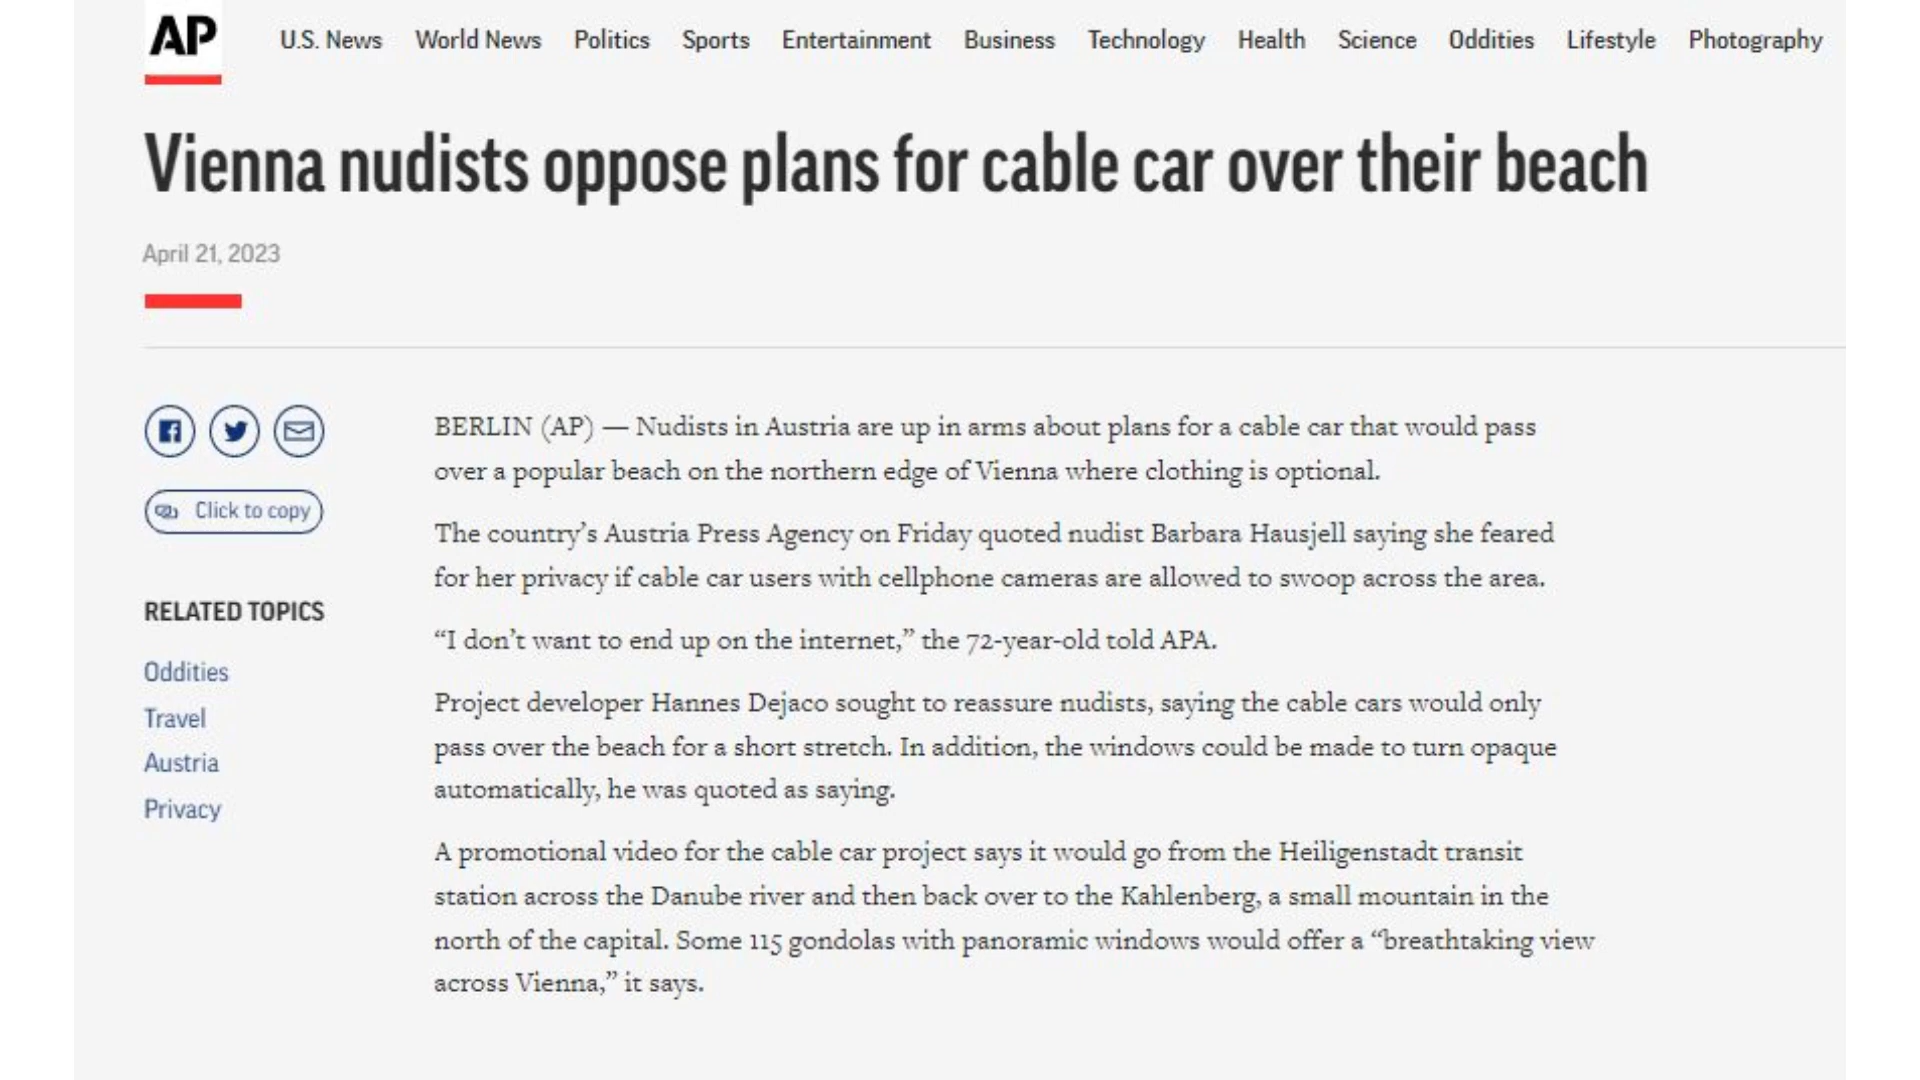 AP
U.S. News World News Politics Sports Entertainment Business Technology Health Science Oddities Lifestyle Photography
Vienna nudists oppose plans for cable car over their beach
April 21, 2023
Click to copy
RELATED TOPICS
Oddities
Travel
Austria
Privacy
BERLIN (AP) — Nudists in Austria are up in arms about plans for a cable car that would pass
over a popular beach on the northern edge of Vienna where clothing is optional.
The country’s Austria Press Agency on Friday quoted nudist Barbara Hausjell saying she feared
for her privacy if cable car users with cellphone cameras are allowed to swoop across the area.
“I don’t want to end up on the internet,” the 72-year-old told APA.
Project developer Hannes Dejaco sought to reassure nudists, saying the cable cars would only
pass over the beach for a short stretch. In addition, the windows could be made to turn opaque
automatically, he was quoted as saying.
A promotional video for the cable car project says it would go from the Heiligenstadt transit
station across the Danube river and then back over to the Kahlenberg, a small mountain in the
north of the capital. Some 115 gondolas with panoramic windows would offer a “breathtaking view
across Vienna,” it says.